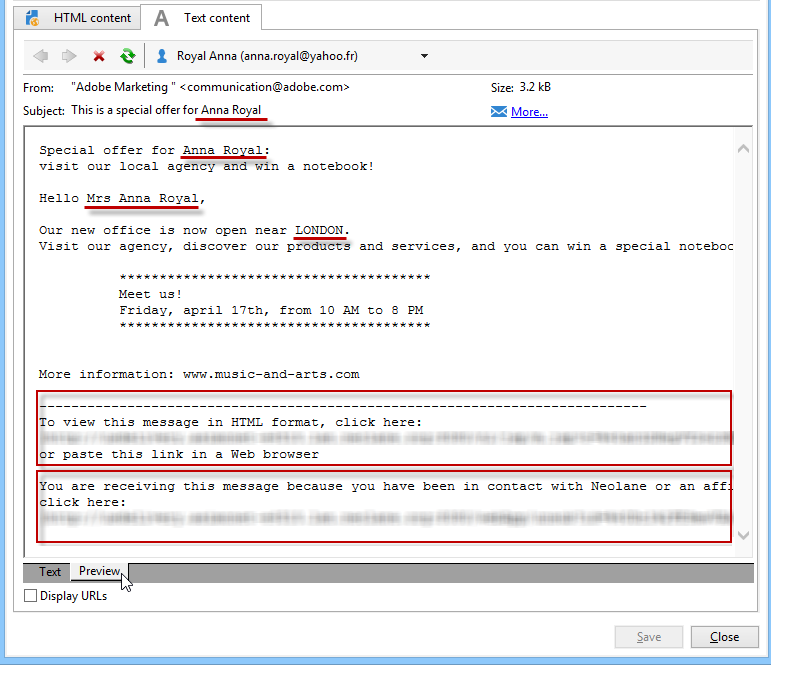 HTML content
A Text content
Royal Anna (anna.royal@yahoo.fr)
From: "Adobe Marketing " <communication@adobe.com>
Size: 3.2 kB
Subject: This is a special offer for Anna Royal
More...
Special offer for Anna Royal:
visit our local agency and win a notebook!
Hello Mrs Anna Royal,
Our new office is now open near LONDON.
Visit our agency, discover our products and services, and you can win a special noteboo
***************************************
Meet us!
Friday, april 17th, from 10 AM to 8 PM
***************************************
More information: www.music-and-arts.com
----------------------------------------------------------------------------
To view this message in HTML format, click here:
or paste this link in a Web browser
You are receiving this message because you have been in contact with Neolane or an affi
click here:
Text Preview
Display URLs
Save Close